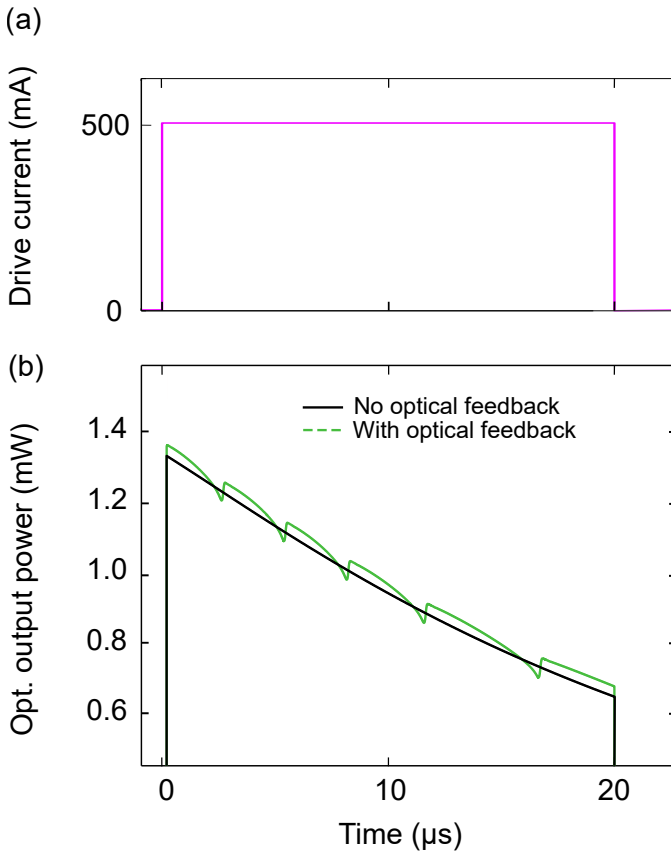 (a)
Drive current (mA)
500
0
(b)
Opt. output power (mW)
No optical feedback
With optical feedback
1.4
1.2
1.0
0.8
0.6
0 10 20
Time (μs)